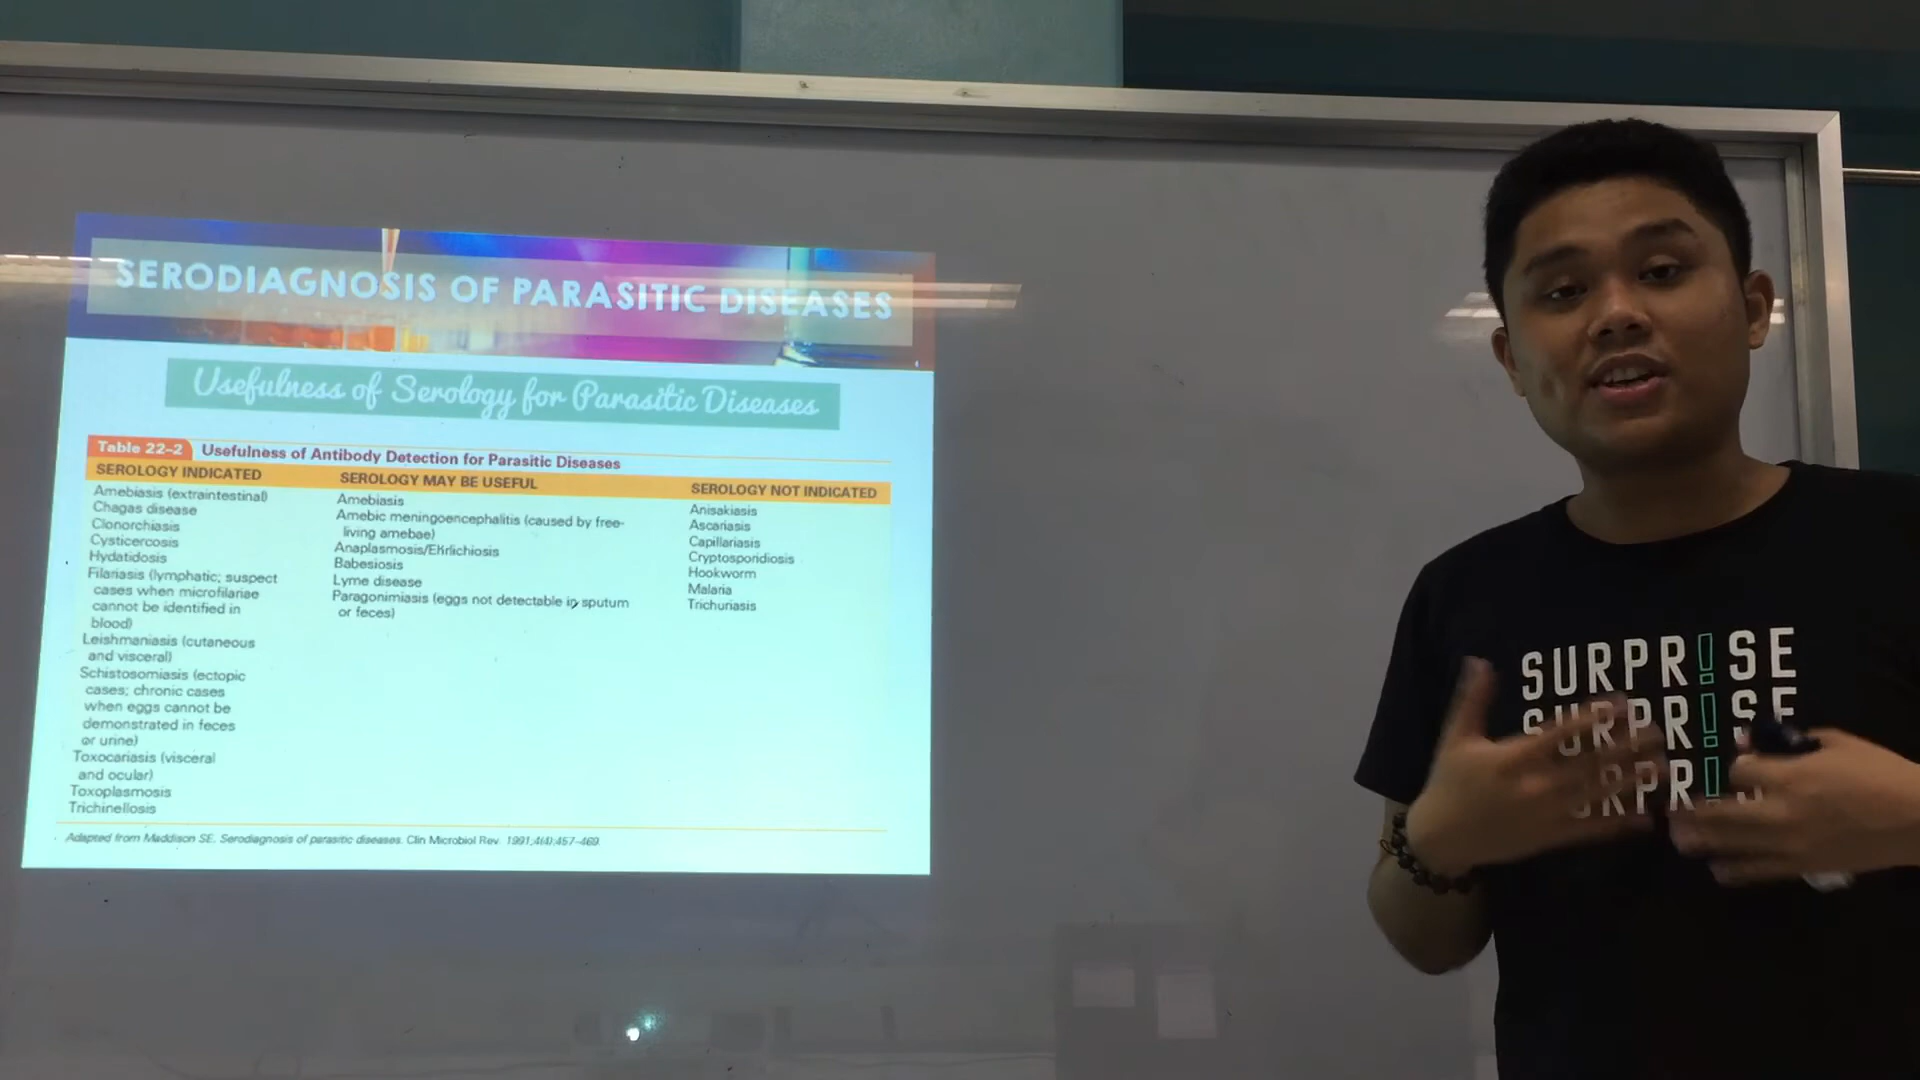 SERODIAGNOSIS OF PARASITIC DISEASES
Usefulness of Serology for Parasitic Diseases
Table 22-2 Usefulness of Antibody Detection for Parasitic Diseases
SEROLOGY INDICATED
Amebiasis (extraintestinal)
Chagas disease
Clonorchiasis
Cysticercosis
Hydatidosis
Filariasis (lymphatic; suspect
cases when microfilariae
cannot be identified in
blood)
Leishmaniasis (cutaneous
and visceral)
Schistosomiasis (ectopic
cases; chronic cases
when eggs cannot be
demonstrated in feces
or urine)
Toxocariasis (visceral
and ocular)
Toxoplasmosis
Trichinellosis
SEROLOGY MAY BE USEFUL
Amebiasis
Amebic meningoencephalitis (caused by free-
living amebae)
Anaplasmosis/Ehrlichiosis
Babesiosis
Lyme disease
Paragonimiasis (eggs not detectable in sputum
or feces)
SEROLOGY NOT INDICATED
Anisakiasis
Ascariasis
Capillariasis
Cryptosporidiosis
Hookworm
Malaria
Trichuriasis
Adapted from Maddison SE. Serodiagnosis of parasitic diseases. Clin Microbiol Rev. 1991;4(4):457-469.
SURPR!SE
SURPR!SE
SURPR!S